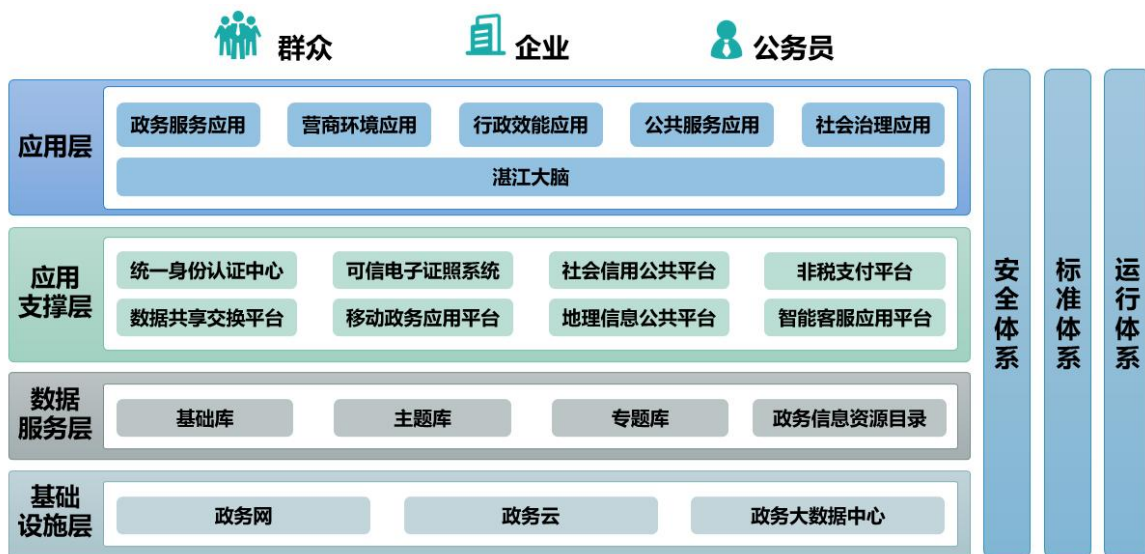 群众
企业
公务员
应用层
政务服务应用
营商环境应用
行政效能应用
公共服务应用
社会治理应用
湛江大脑
应用
支撑层
统一身份认证中心
可信电子证照系统
社会信用公共平台
非税支付平台
数据共享交换平台
移动政务应用平台
地理信息公共平台
智能客服应用平台
数据
服务层
基础库
主题库
专题库
政务信息资源目录
基础
设施层
政务网
政务云
政务大数据中心
安全体系
标准体系
运行体系